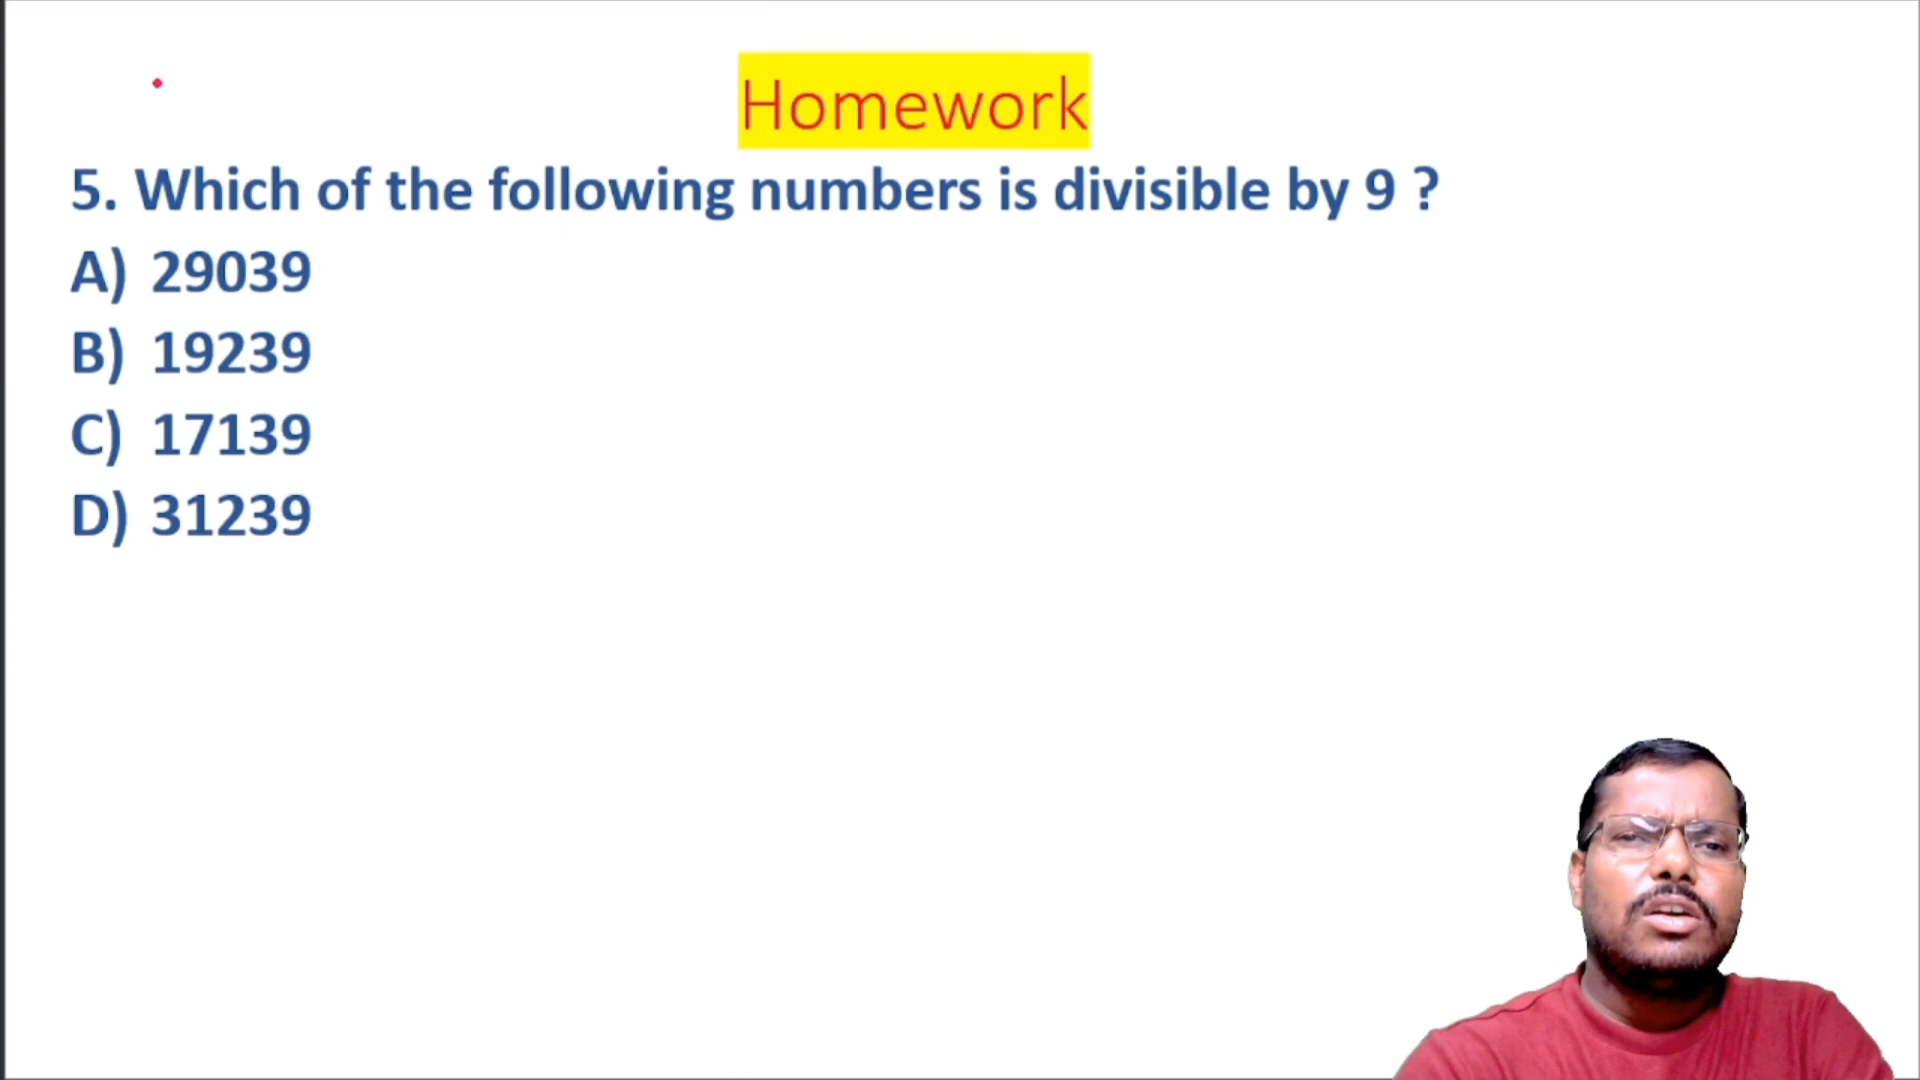 Homework
5. Which of the following numbers is divisible by 9 ?
A) 29039
B) 19239
C) 17139
D) 31239